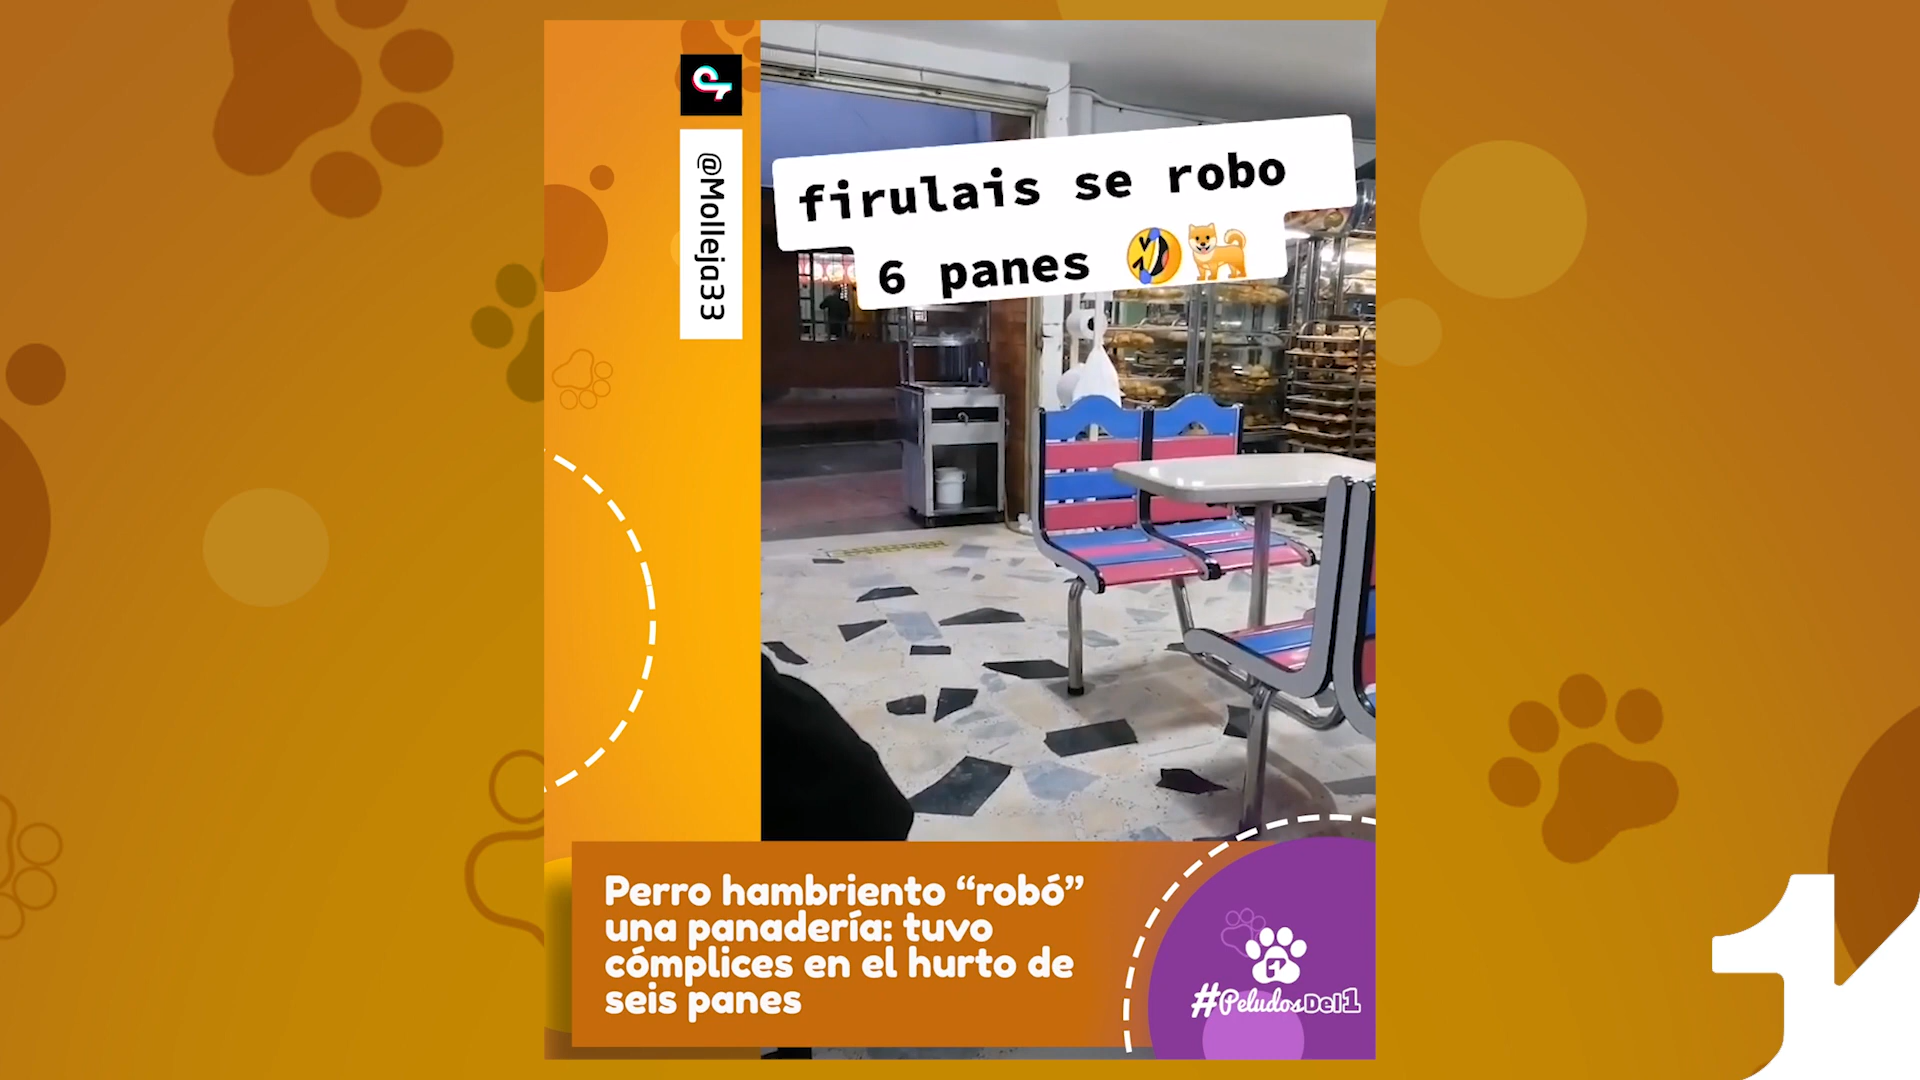 @Molleja33
firulais se robo
6 panes 🤣🐕
Perro hambriento “robó”
una panadería: tuvo
cómplices en el hurto de
seis panes
#PeludosDel1
1